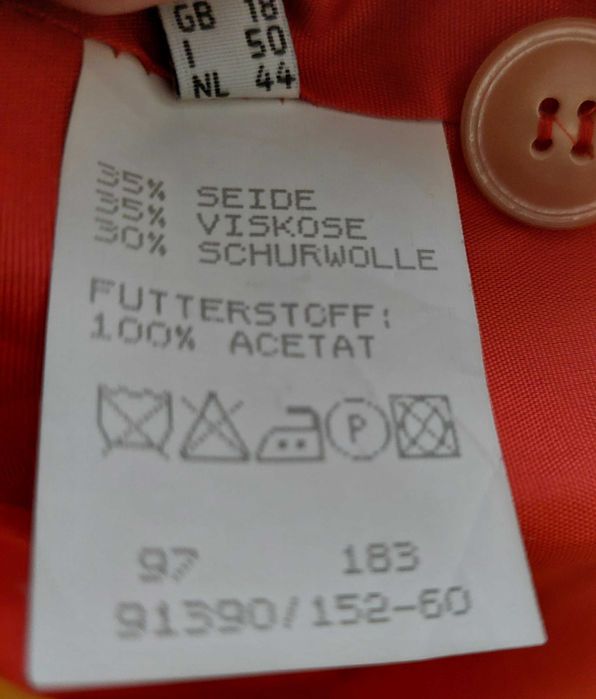 GB 18
I 50
NL 44
35% SEIDE
35% VISKOSE
30% SCHURWOLLE
FUTTERSTOFF:
100% ACETAT
P
97 183
91390/152-60